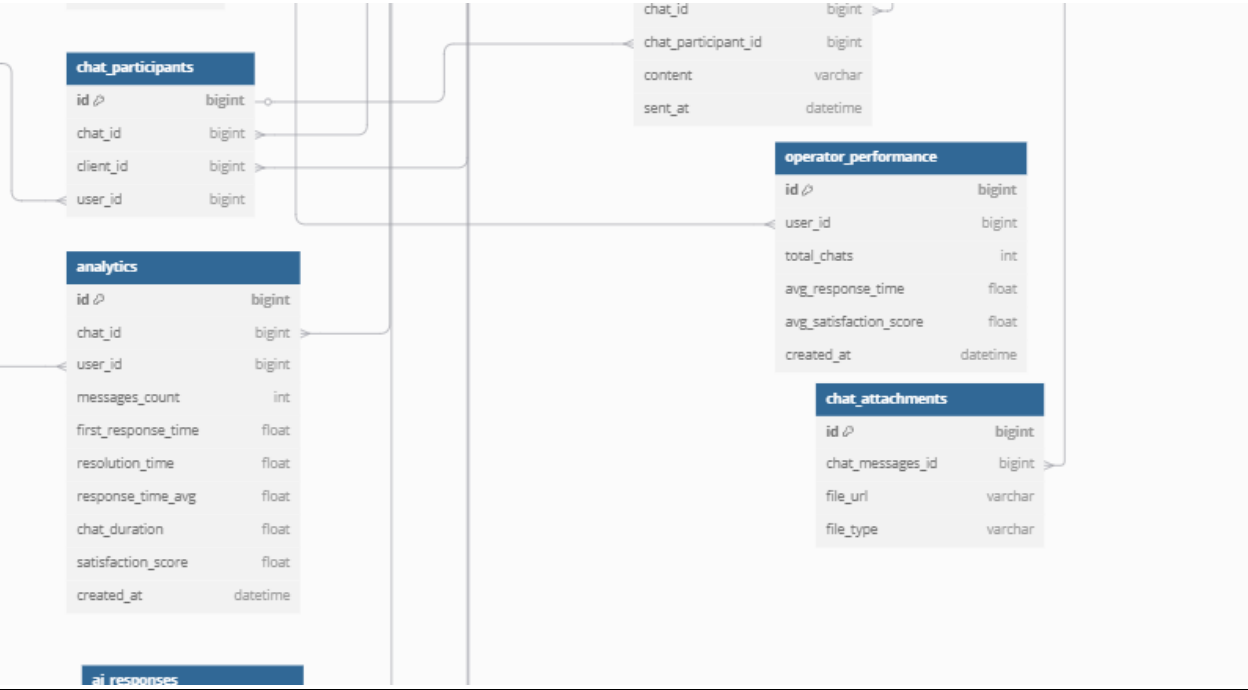 chat_participants
id bigint
chat_id bigint
client_id bigint
user_id bigint
analytics
id bigint
chat_id bigint
user_id bigint
messages_count int
first_response_time float
resolution_time float
response_time_avg float
chat_duration float
satisfaction_score float
created_at datetime
ai_responses
chat_id bigint
chat_participant_id bigint
content varchar
sent_at datetime
operator_performance
id bigint
user_id bigint
total_chats int
avg_response_time float
avg_satisfaction_score float
created_at datetime
chat_attachments
id bigint
chat_messages_id bigint
file_url varchar
file_type varchar